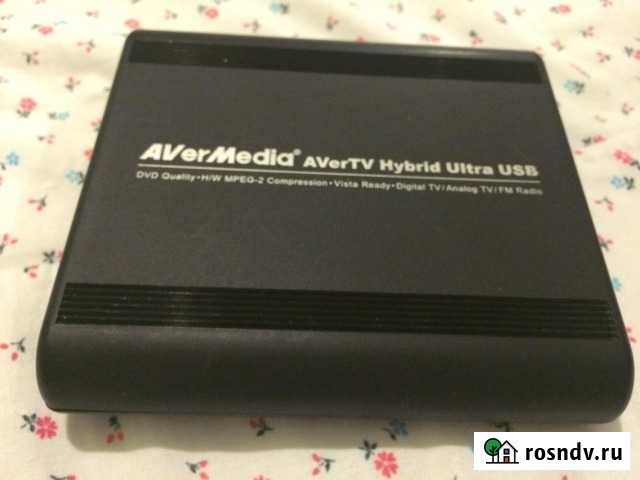 AVerMedia® AVerTV Hybrid Ultra USB
DVD Quality•H/W MPEG-2 Compression•Vista Ready•Digital TV/Analog TV/FM Radio
rosndv.ru